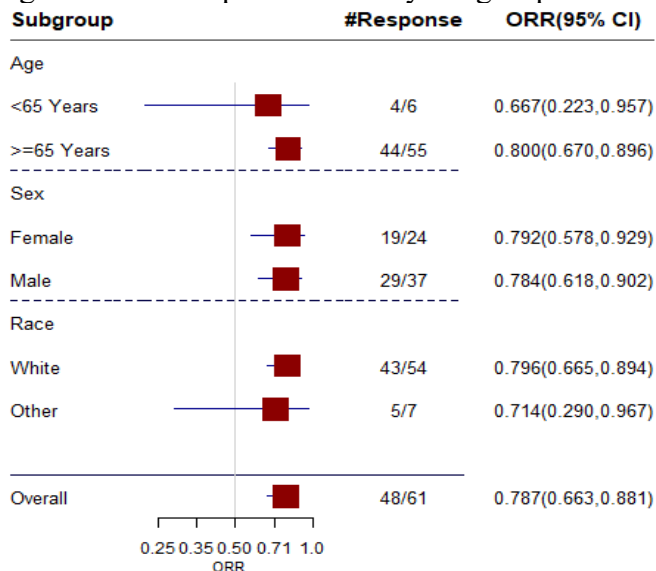 Subgroup #Response ORR(95% CI)
Age
<65 Years 4/6 0.667(0.223,0.957)
>=65 Years 44/55 0.800(0.670,0.896)
Sex
Female 19/24 0.792(0.578,0.929)
Male 29/37 0.784(0.618,0.902)
Race
White 43/54 0.796(0.665,0.894)
Other 5/7 0.714(0.290,0.967)
Overall 48/61 0.787(0.663,0.881)
0.25 0.35 0.50 0.71 1.0
ORR